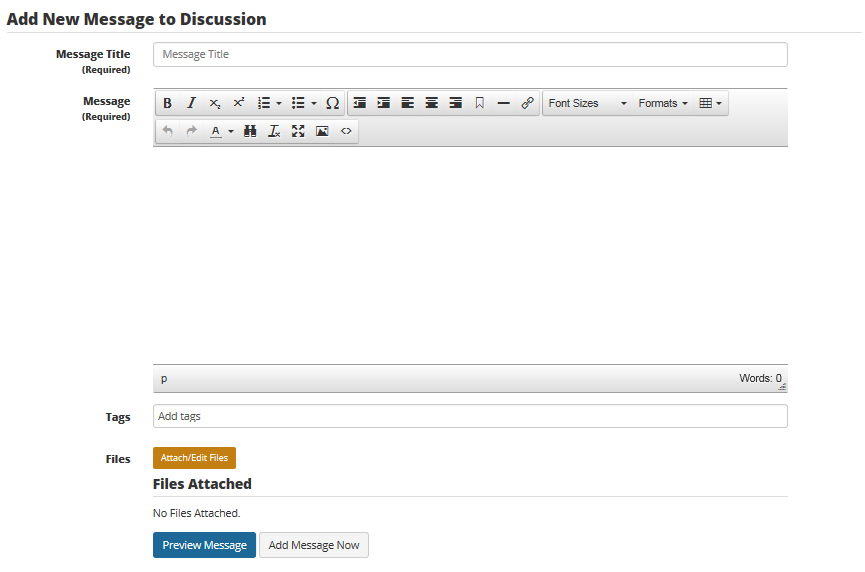 Add New Message to Discussion
Message Title
(Required)
Message Title
Message
(Required)
B I x₂ x² Ω
Font Sizes Formats
A Ix <>
p Words: 0
Tags Add tags
Files Attach/Edit Files
Files Attached
No Files Attached.
Preview Message Add Message Now